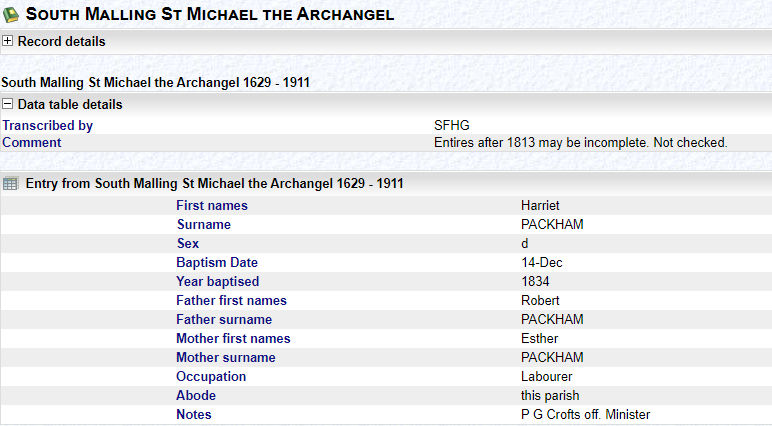 South Malling St Michael the Archangel
Record details
South Malling St Michael the Archangel 1629 - 1911
Data table details
Transcribed by SFHG
Comment Entires after 1813 may be incomplete. Not checked.
Entry from South Malling St Michael the Archangel 1629 - 1911
First names Harriet
Surname PACKHAM
Sex d
Baptism Date 14-Dec
Year baptised 1834
Father first names Robert
Father surname PACKHAM
Mother first names Esther
Mother surname PACKHAM
Occupation Labourer
Abode this parish
Notes P G Crofts off. Minister